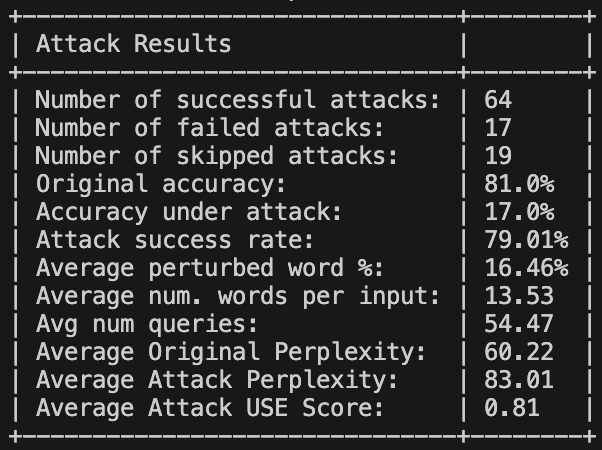 Attack Results
Number of successful attacks: 64
Number of failed attacks: 17
Number of skipped attacks: 19
Original accuracy: 81.0%
Accuracy under attack: 17.0%
Attack success rate: 79.01%
Average perturbed word %: 16.46%
Average num. words per input: 13.53
Avg num queries: 54.47
Average Original Perplexity: 60.22
Average Attack Perplexity: 83.01
Average Attack USE Score: 0.81